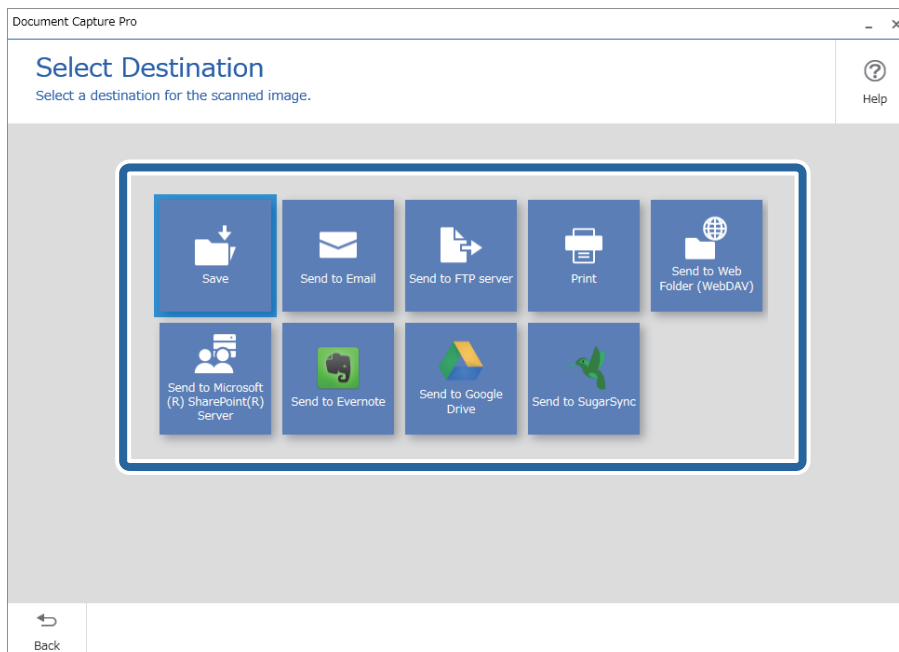 Document Capture Pro
Select Destination
Select a destination for the scanned image.
Help
Save
Send to Email
Send to FTP server
Print
Send to Web
Folder (WebDAV)
Send to Microsoft
(R) SharePoint(R)
Server
Send to Evernote
Send to Google
Drive
Send to SugarSync
Back